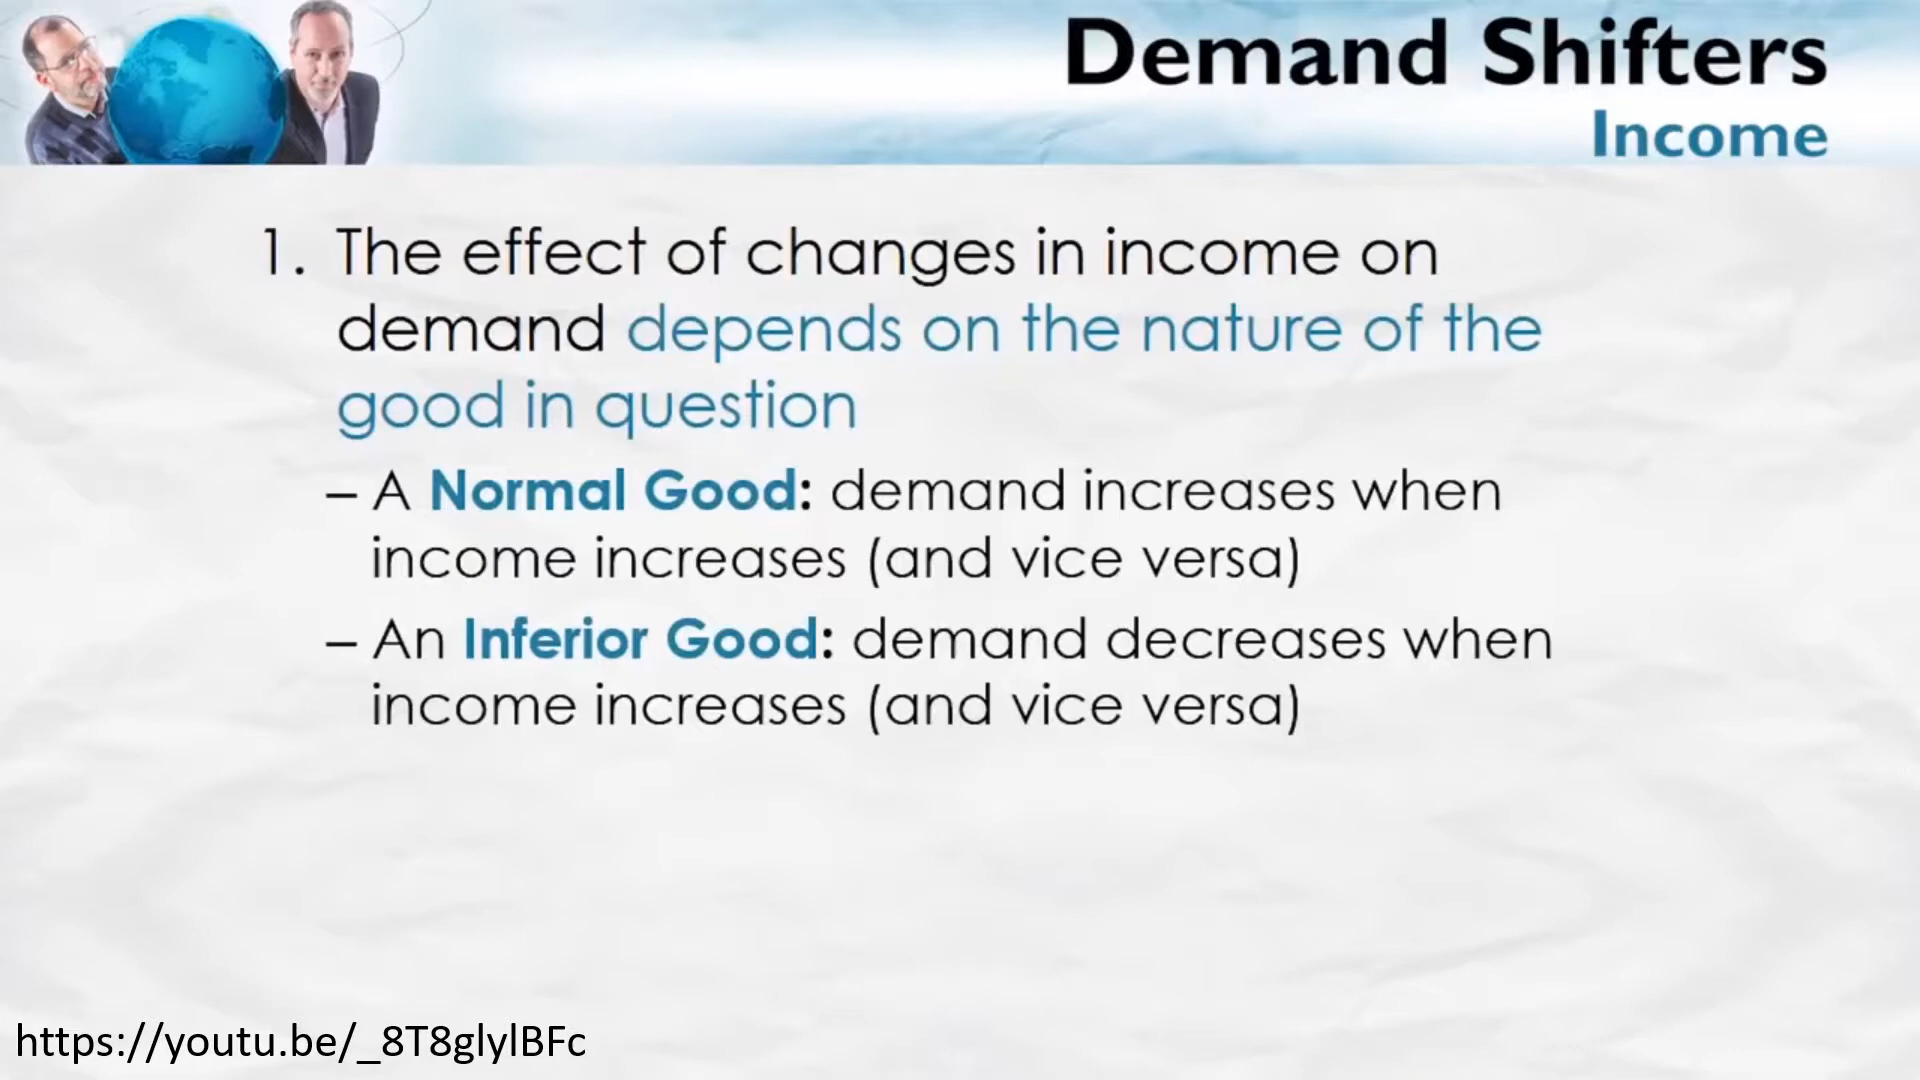 Demand Shifters
Income
1. The effect of changes in income on
demand depends on the nature of the
good in question
– A Normal Good: demand increases when
income increases (and vice versa)
– An Inferior Good: demand decreases when
income increases (and vice versa)
https://youtu.be/_8T8glylBFc